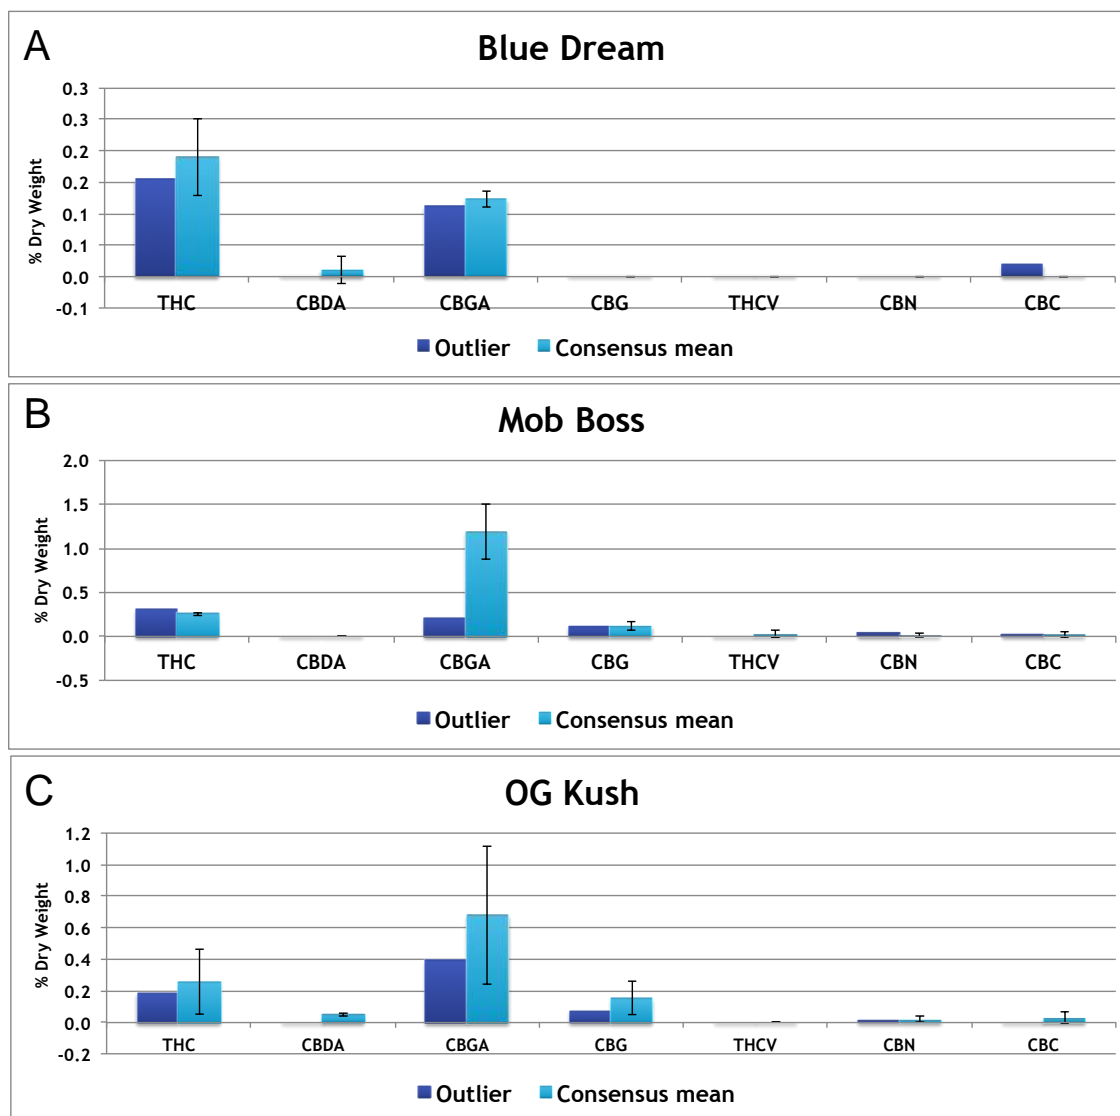 A
Blue Dream
% Dry Weight
0.3
0.3
0.2
0.2
0.1
0.1
0.0
-0.1
THC CBDA CBGA CBG THCV CBN CBC
Outlier Consensus mean
B
Mob Boss
% Dry Weight
2.0
1.5
1.0
0.5
0.0
-0.5
THC CBDA CBGA CBG THCV CBN CBC
Outlier Consensus mean
C
OG Kush
% Dry Weight
1.2
1.0
0.8
0.6
0.4
0.2
0.0
-0.2
THC CBDA CBGA CBG THCV CBN CBC
Outlier Consensus mean